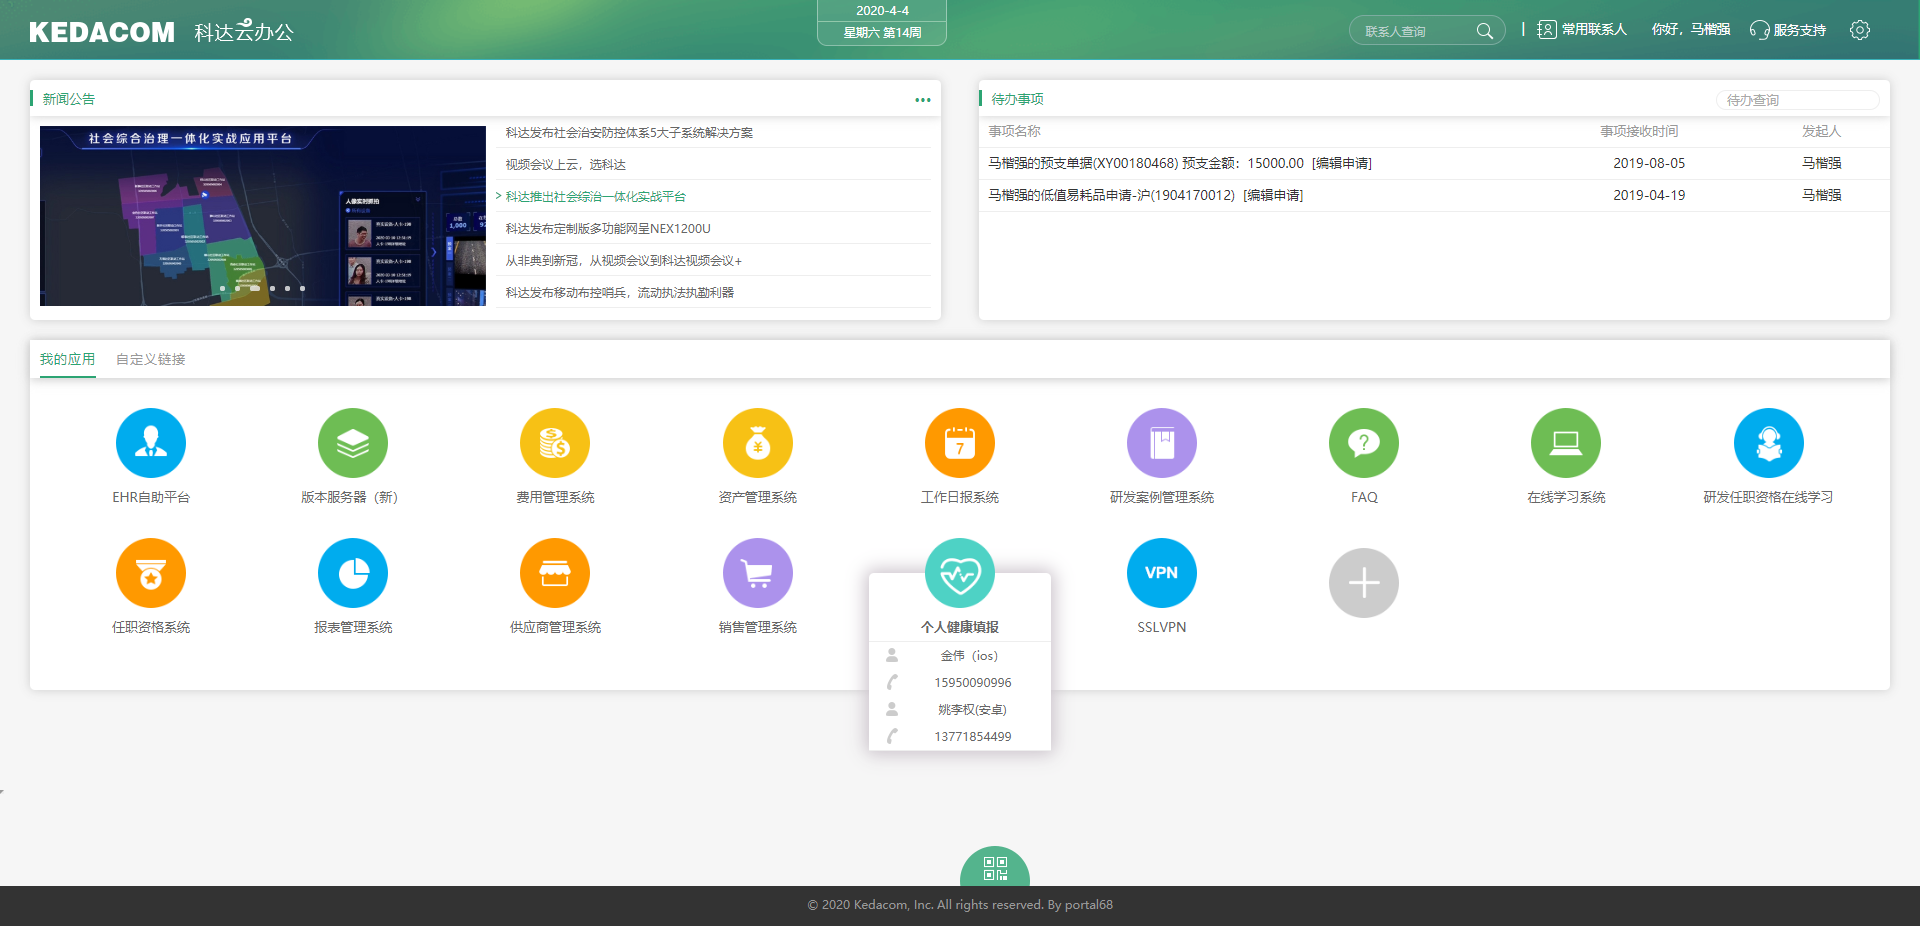 KEDACOM 科达云办公
2020-4-4
星期六 第14周
联系人查询
常用联系人
你好，马楷强
服务支持
新闻公告
社会综合治理一体化实战应用平台
科达发布社会治安防控体系5大子系统解决方案
视频会议上云，选科达
> 科达推出社会综治一体化实战平台
科达发布定制版多功能网呈NEX1200U
从非典到新冠，从视频会议到科达视频会议+
科达发布移动布控哨兵，流动执法执勤利器
待办事项
待办查询
事项名称 事项接收时间 发起人
马楷强的预支单据(XY00180468) 预支金额：15000.00 [编辑申请] 2019-08-05 马楷强
马楷强的低值易耗品申请-沪(1904170012) [编辑申请] 2019-04-19 马楷强
我的应用 自定义链接
7
EHR自助平台 版本服务器（新） 费用管理系统 资产管理系统 工作日报系统 研发案例管理系统 FAQ 在线学习系统 研发任职资格在线学习
VPN
任职资格系统 报表管理系统 供应商管理系统 销售管理系统 个人健康填报 SSLVPN
金伟（ios）
15950090996
姚李权(安卓)
13771854499
© 2020 Kedacom, Inc. All rights reserved. By portal68